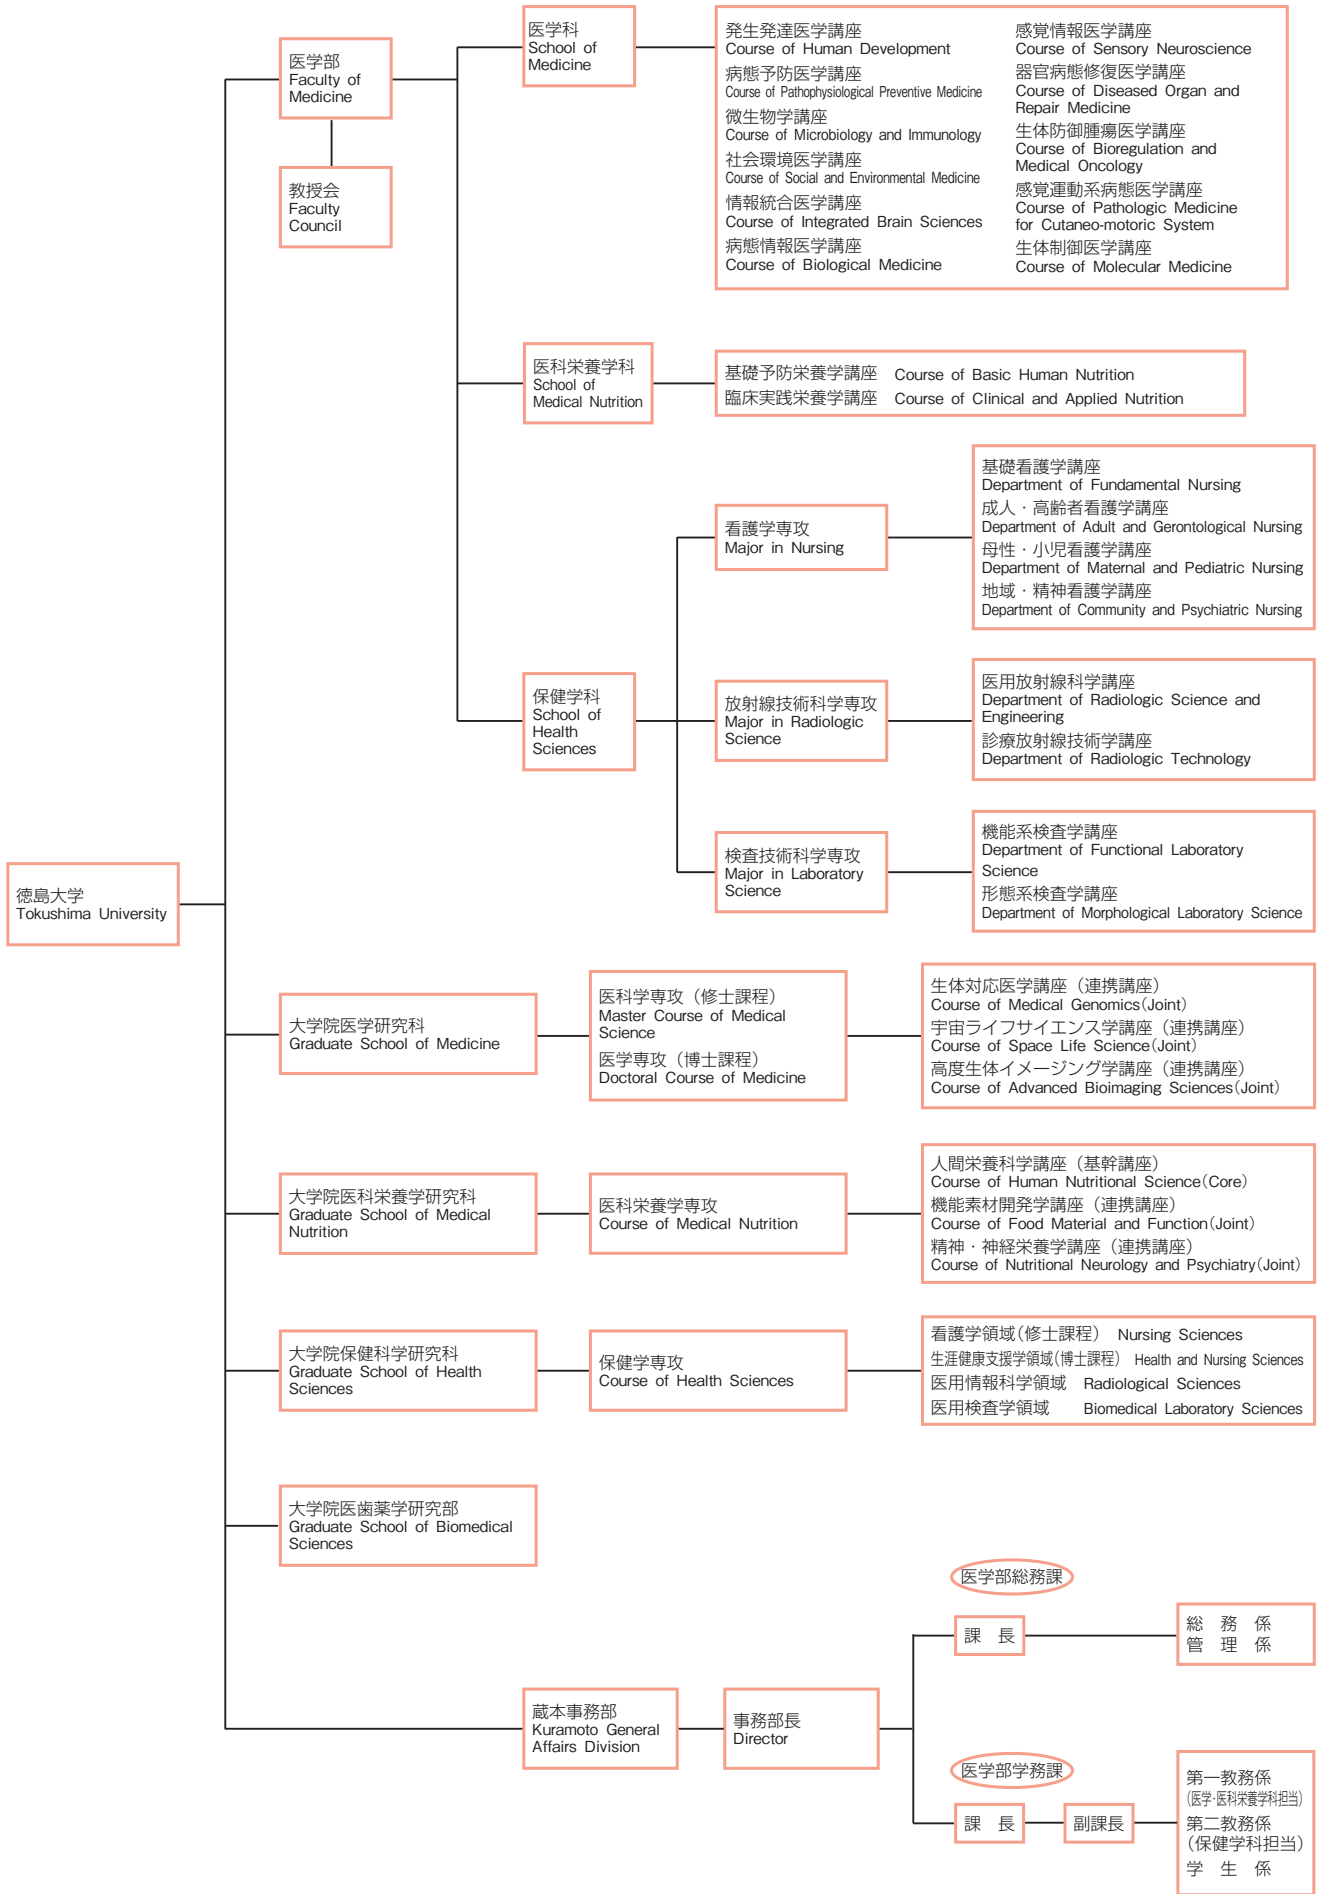 徳島大学
Tokushima University
医学部
Faculty of
Medicine
教授会
Faculty
Council
医学科
School of
Medicine
発生発達医学講座
Course of Human Development
病態予防医学講座
Course of Pathophysiological Preventive Medicine
微生物学講座
Course of Microbiology and Immunology
社会環境医学講座
Course of Social and Environmental Medicine
情報統合医学講座
Course of Integrated Brain Sciences
病態情報医学講座
Course of Biological Medicine
感覚情報医学講座
Course of Sensory Neuroscience
器官病態修復医学講座
Course of Diseased Organ and
Repair Medicine
生体防御腫瘍医学講座
Course of Bioregulation and
Medical Oncology
感覚運動系病態医学講座
Course of Pathologic Medicine
for Cutaneo-motoric System
生体制御医学講座
Course of Molecular Medicine
医科栄養学科
School of
Medical Nutrition
基礎予防栄養学講座 Course of Basic Human Nutrition
臨床実践栄養学講座 Course of Clinical and Applied Nutrition
保健学科
School of
Health
Sciences
看護学専攻
Major in Nursing
基礎看護学講座
Department of Fundamental Nursing
成人・高齢者看護学講座
Department of Adult and Gerontological Nursing
母性・小児看護学講座
Department of Maternal and Pediatric Nursing
地域・精神看護学講座
Department of Community and Psychiatric Nursing
放射線技術科学専攻
Major in Radiologic
Science
医用放射線科学講座
Department of Radiologic Science and
Engineering
診療放射線技術学講座
Department of Radiologic Technology
検査技術科学専攻
Major in Laboratory
Science
機能系検査学講座
Department of Functional Laboratory
Science
形態系検査学講座
Department of Morphological Laboratory Science
大学院医学研究科
Graduate School of Medicine
医科学専攻（修士課程）
Master Course of Medical
Science
医学専攻（博士課程）
Doctoral Course of Medicine
生体対応医学講座（連携講座）
Course of Medical Genomics(Joint)
宇宙ライフサイエンス学講座（連携講座）
Course of Space Life Science(Joint)
高度生体イメージング学講座（連携講座）
Course of Advanced Bioimaging Sciences(Joint)
大学院医科栄養学研究科
Graduate School of Medical
Nutrition
医科栄養学専攻
Course of Medical Nutrition
人間栄養科学講座（基幹講座）
Course of Human Nutritional Science(Core)
機能素材開発学講座（連携講座）
Course of Food Material and Function(Joint)
精神・神経栄養学講座（連携講座）
Course of Nutritional Neurology and Psychiatry(Joint)
大学院保健科学研究科
Graduate School of Health
Sciences
保健学専攻
Course of Health Sciences
看護学領域(修士課程) Nursing Sciences
生涯健康支援学領域(博士課程) Health and Nursing Sciences
医用情報科学領域 Radiological Sciences
医用検査学領域 Biomedical Laboratory Sciences
大学院医歯薬学研究部
Graduate School of Biomedical
Sciences
蔵本事務部
Kuramoto General
Affairs Division
事務部長
Director
医学部総務課
課　長
総　務　係
管　理　係
医学部学務課
課　長
副課長
第一教務係
(医学・医科栄養学科担当)
第二教務係
(保健学科担当)
学　生　係